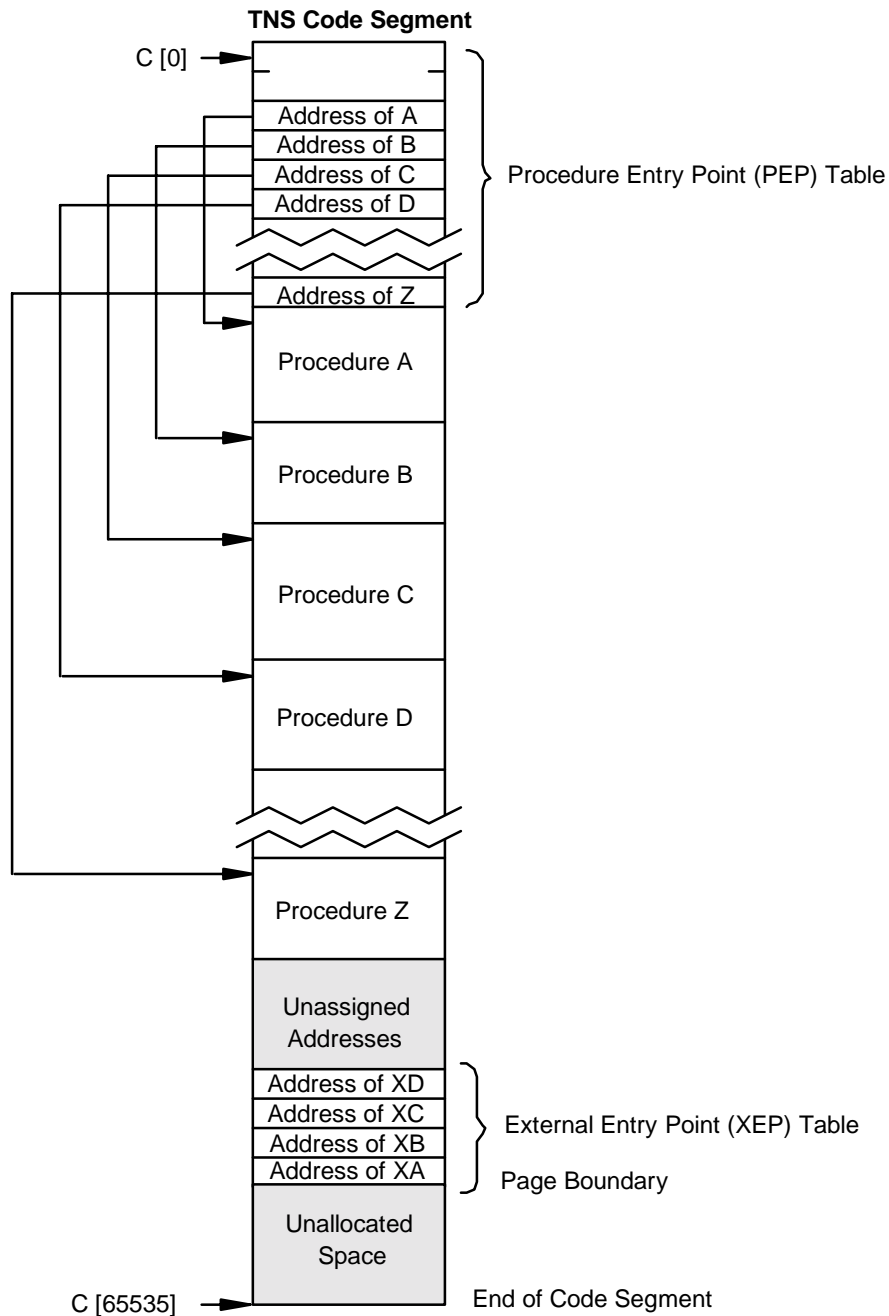 TNS Code Segment
C [0]
Address of A
Address of B
Address of C
Address of D
Procedure Entry Point (PEP) Table
Address of Z
Procedure A
Procedure B
Procedure C
Procedure D
Procedure Z
Unassigned
Addresses
Address of XD
Address of XC
Address of XB
Address of XA
External Entry Point (XEP) Table
Page Boundary
Unallocated
Space
C [65535]
End of Code Segment